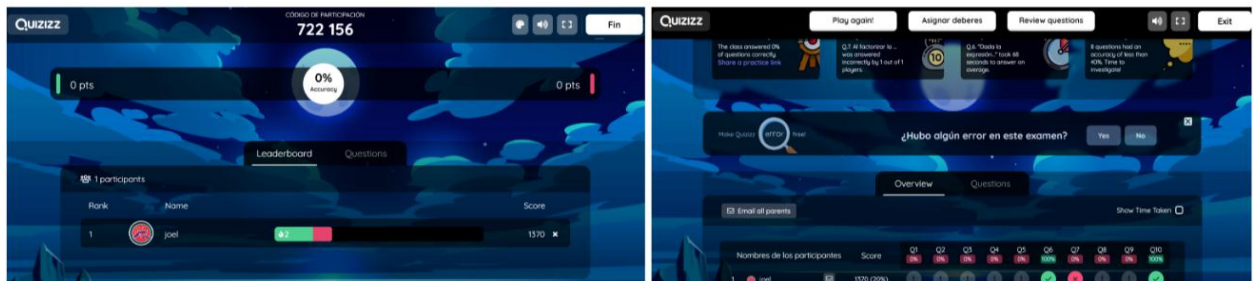 QUIZIZZ
CÓDIGO DE PARTICIPACIÓN
722 156
Fin
0 pts
0%
Accuracy
0 pts
Leaderboard
Questions
1 participants
Rank
Name
Score
1
joel
2
1370
QUIZIZZ
Play again!
Asignar deberes
Review questions
Exit
The class answered 0%
of questions correctly
Share a practice link
Q.7. Al factorizar la ...
was answered
incorrectly by 1 out of 1
players.
10
Q.6. "Dada la
expresión.." took 68
seconds to answer on
average.
8 questions had an
accuracy of less than
40%. Time to
investigate!
Make Quizizz error free!
¿Hubo algún error en este examen?
Yes
No
Overview
Questions
Email all parents
Show Time Taken
Nombres de los participantes
Score
Q1 Q2 Q3 Q4 Q5 Q6 Q7 Q8 Q9 Q10
0% 0% 0% 0% 0% 100% 0% 0% 0% 100%
1 joel 1370 (20%)